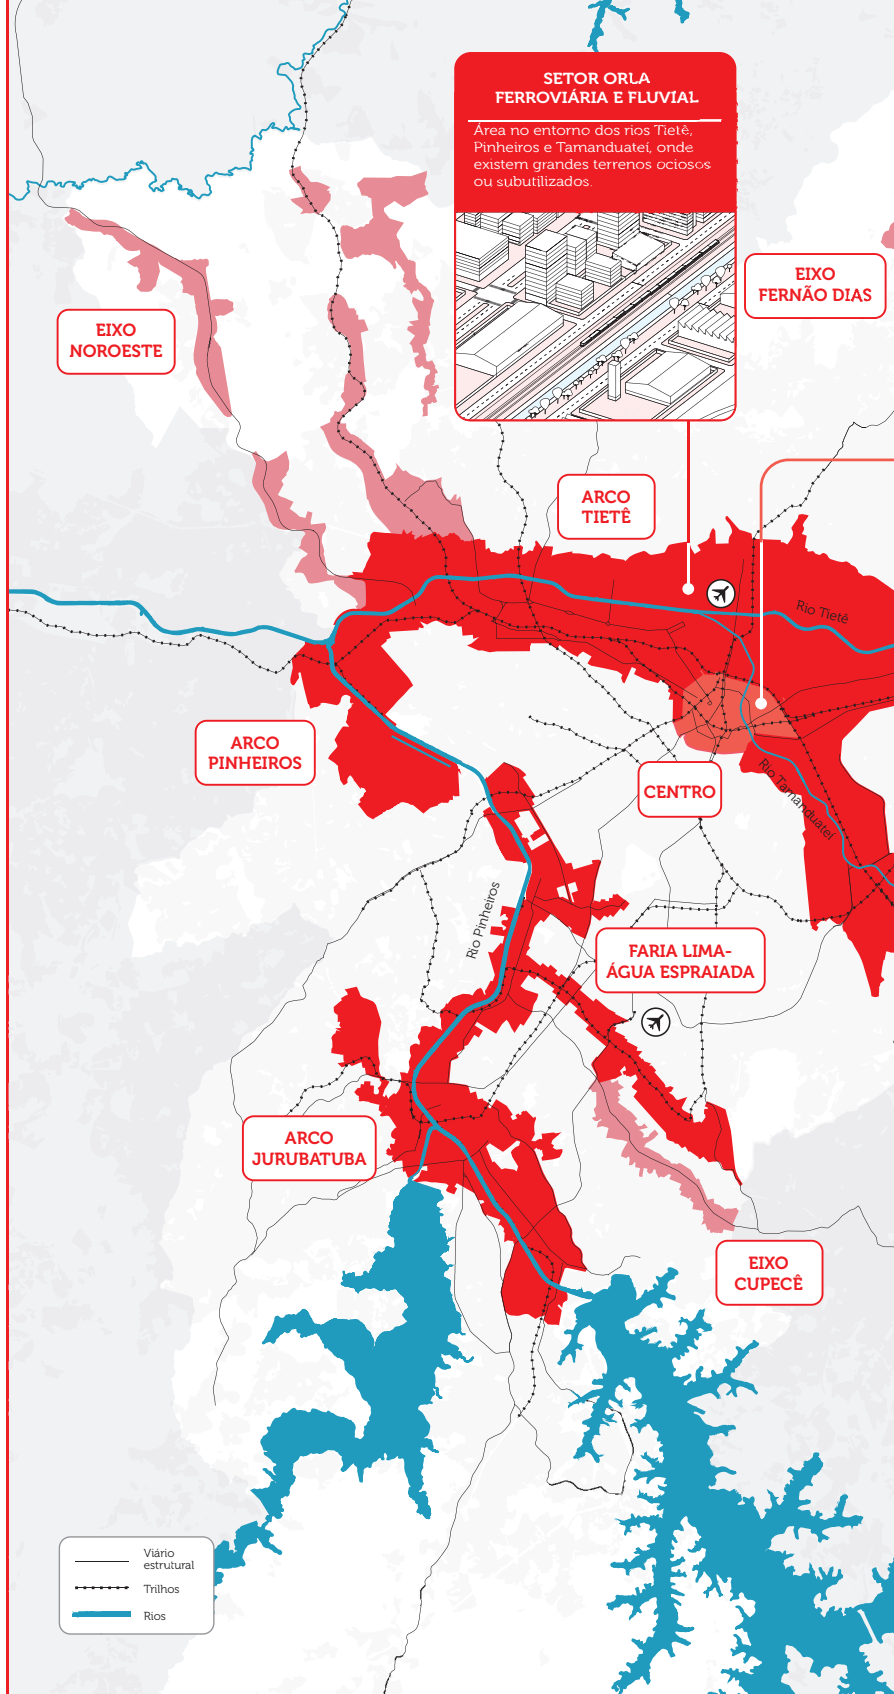 SETOR ORLA
FERROVIÁRIA E FLUVIAL
Área no entorno dos rios Tietê,
Pinheiros e Tamanduateí, onde
existem grandes terrenos ociosos
ou subutilizados.
EIXO
FERNÃO DIAS
EIXO
NOROESTE
ARCO
TIETÊ
Rio Tietê
ARCO
PINHEIROS
CENTRO
Rio Tamanduateí
Rio Pinheiros
FARIA LIMA-
ÁGUA ESPRAIADA
ARCO
JURUBATUBA
EIXO
CUPECÊ
Viário
estrutural
Trilhos
Rios